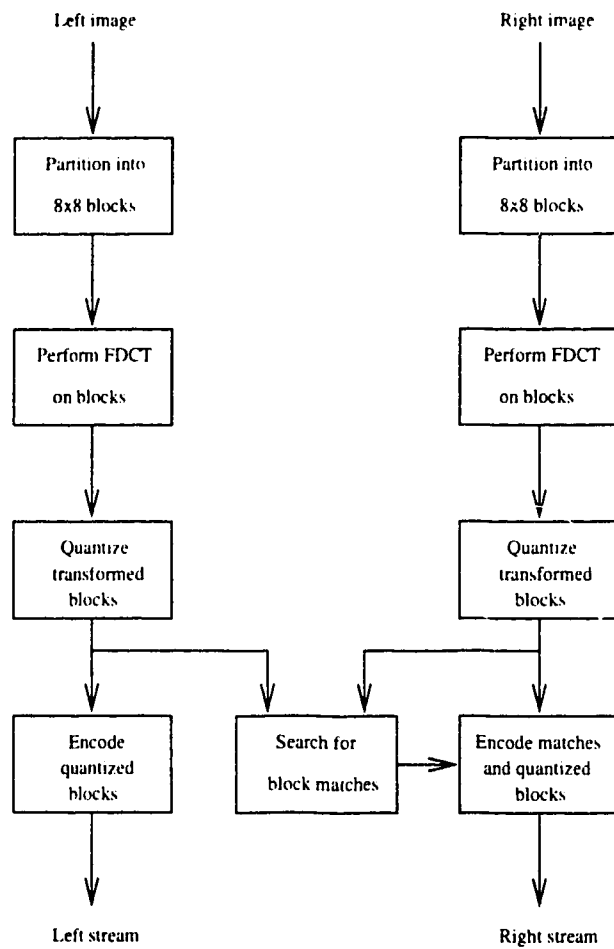 Left image
Right image
Partition into
8x8 blocks
Partition into
8x8 blocks
Perform FDCT
on blocks
Perform FDCT
on blocks
Quantize
transformed
blocks
Quantize
transformed
blocks
Encode
quantized
blocks
Search for
block matches
Encode matches
and quantized
blocks
Left stream
Right stream